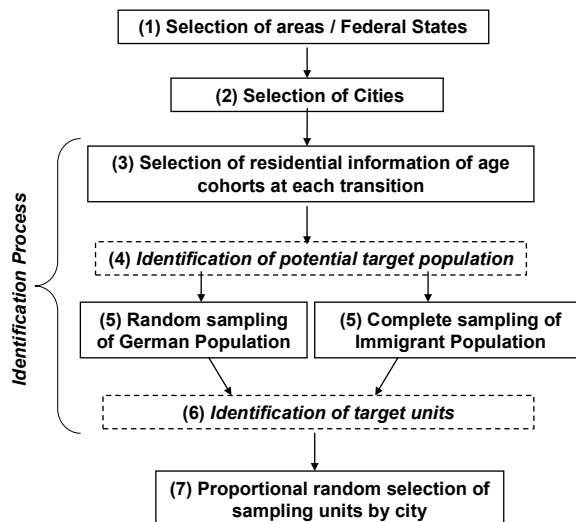 (1) Selection of areas / Federal States
(2) Selection of Cities
(3) Selection of residential information of age
cohorts at each transition
(4) Identification of potential target population
(5) Random sampling
of German Population
(5) Complete sampling of
Immigrant Population
(6) Identification of target units
(7) Proportional random selection of
sampling units by city
Identification Process